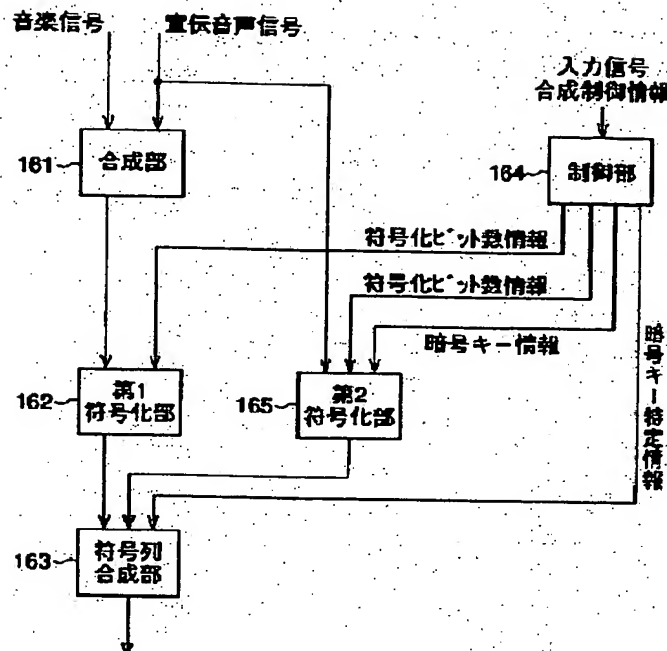 音楽信号 宣伝音声信号
入力信号
合成制御情報
161 合成部
164 制御部
符号化ビット数情報
符号化ビット数情報
暗号キー情報
暗号キー特定情報
162 第1
符号化部
165 第2
符号化部
163 符号列
合成部